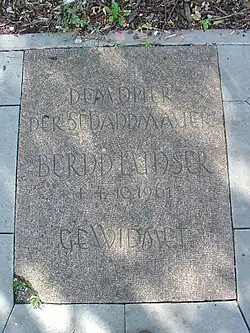 DEM OPFER
DER SCHANDMAUER
BERND LÜNSER
† 4.10.1961
GEWIDMET